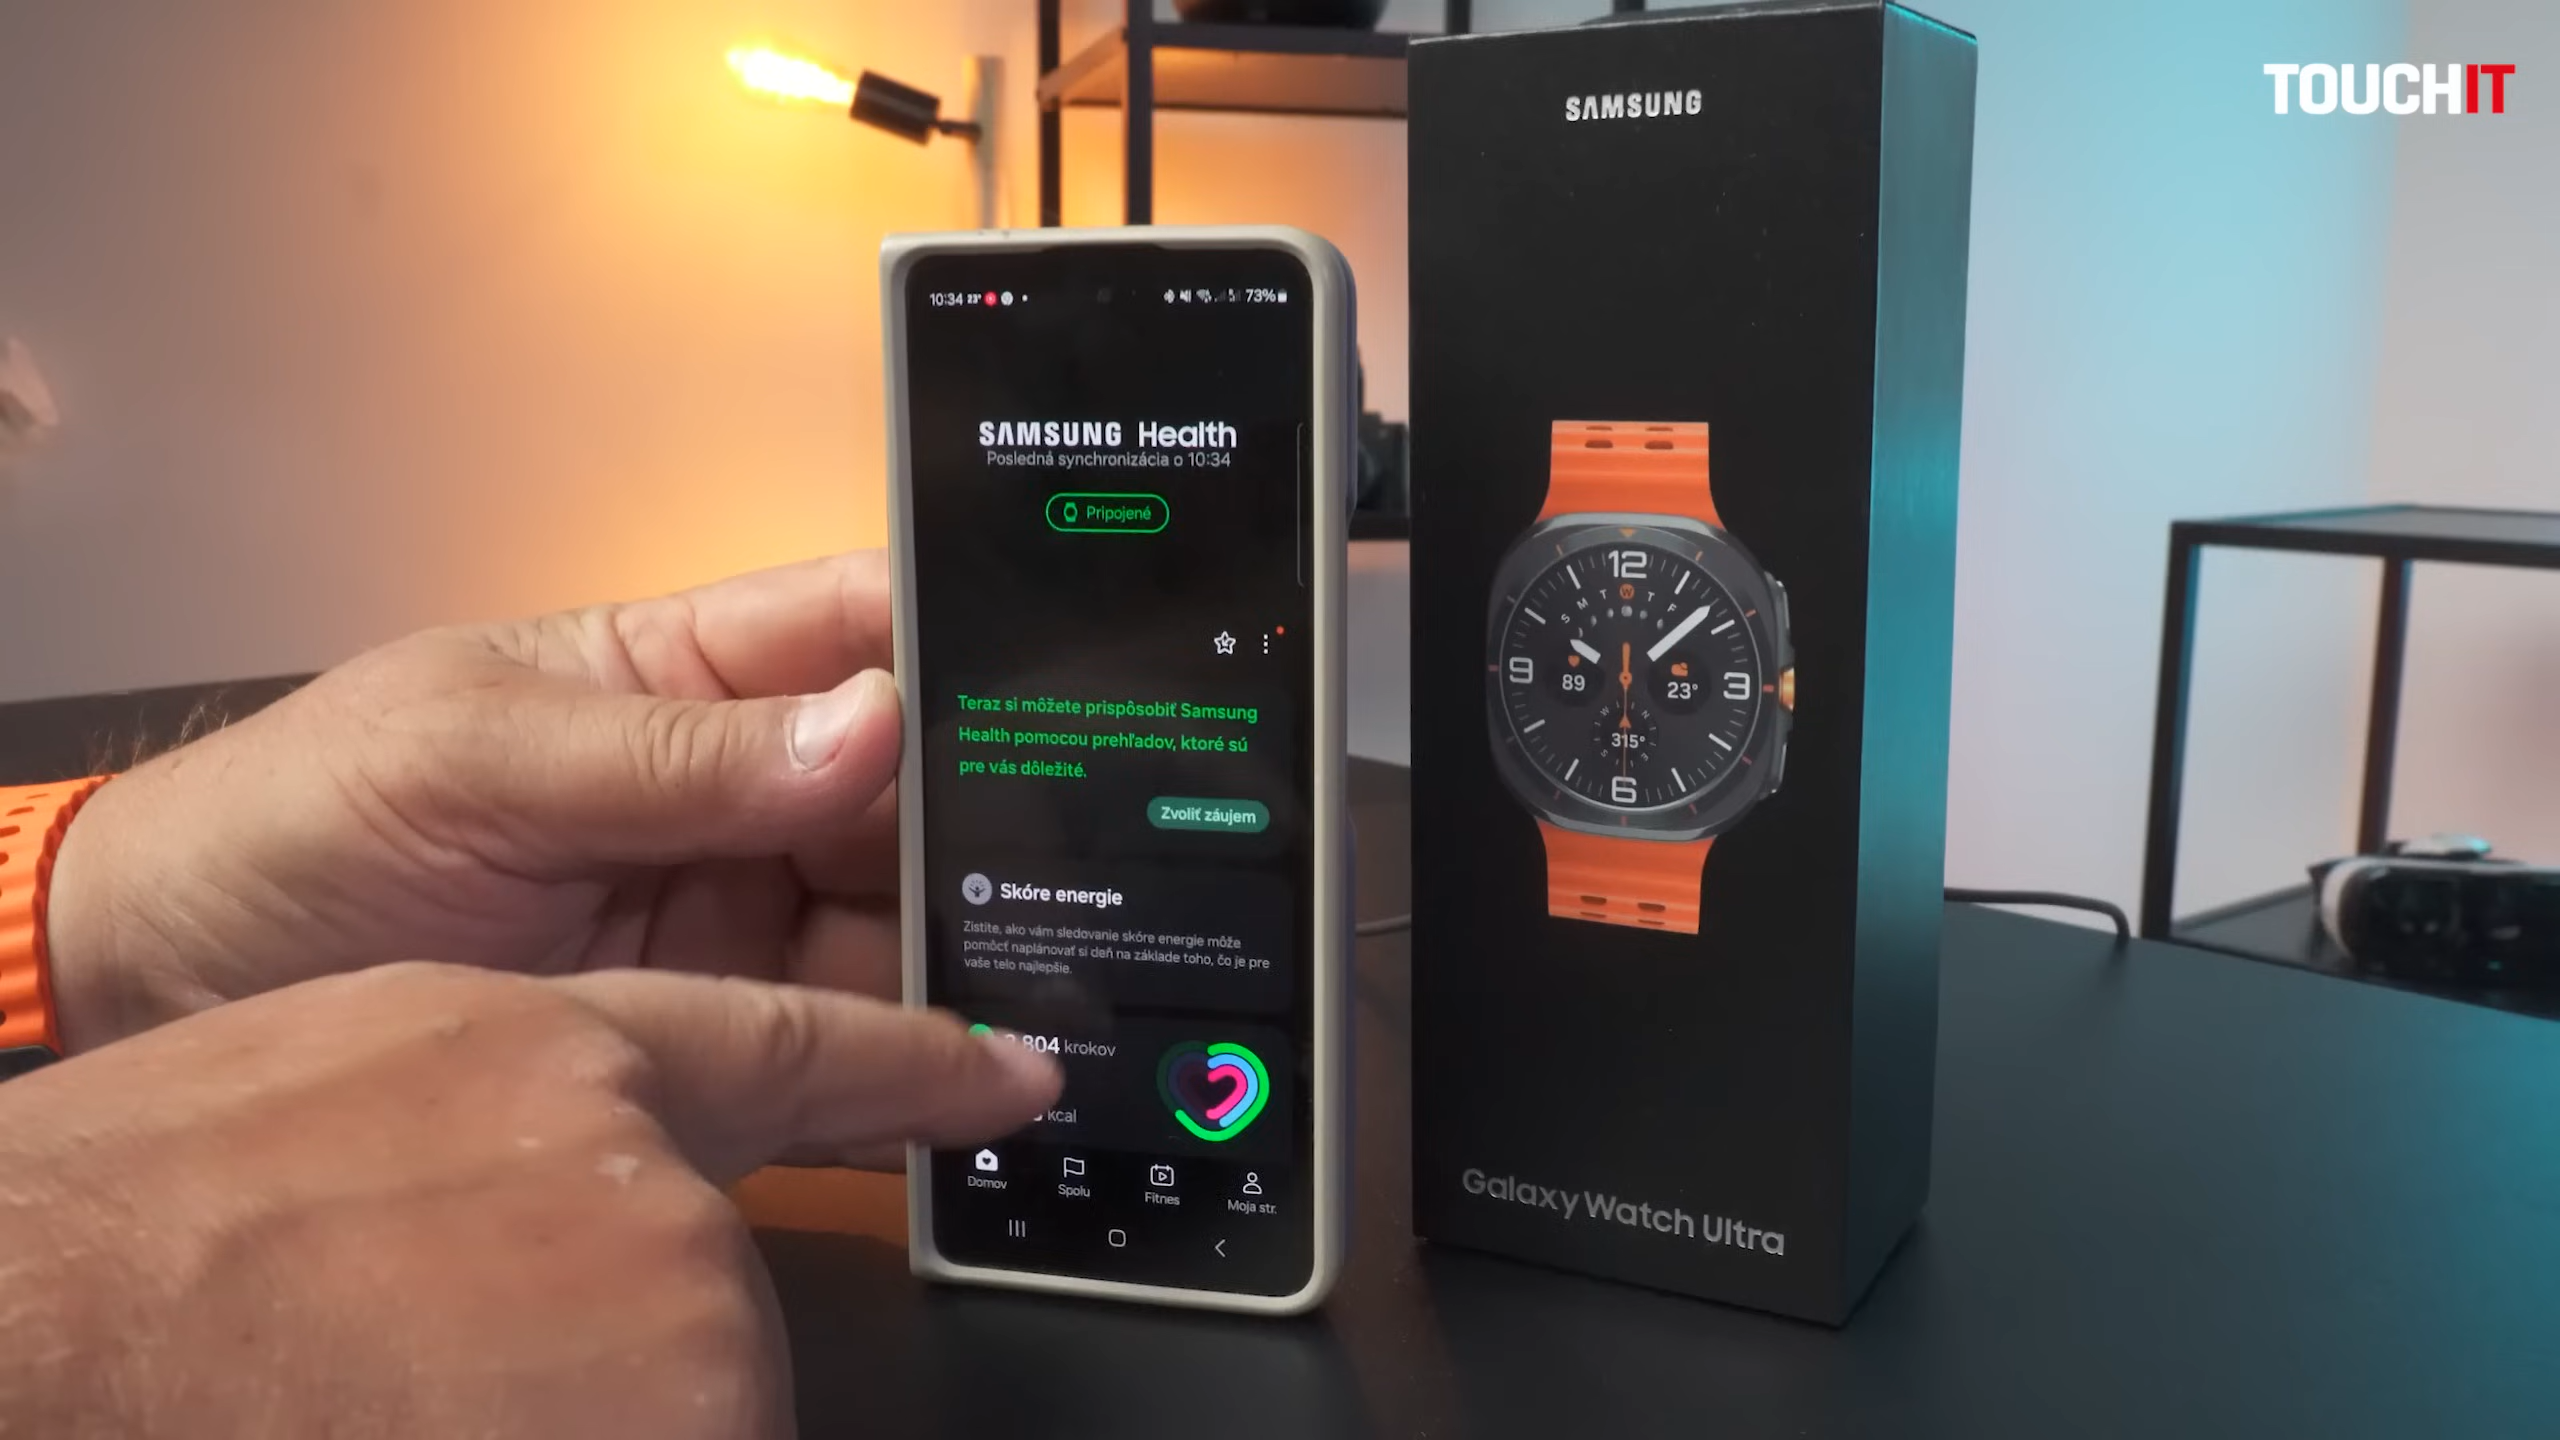 TOUCHIT
SAMSUNG
10:34 23°
73%
SAMSUNG Health
Posledná synchronizácia o 10:34
Pripojené
Teraz si môžete prispôsobiť Samsung
Health pomocou prehľadov, ktoré sú
pre vás dôležité.
Zvoliť záujem
Skóre energie
Zistite, ako vám sledovanie skóre energie môže
pomôcť naplánovať si deň na základe toho, čo je pre
vaše telo najlepšie.
804 krokov
kcal
Domov
Spolu
Fitnes
Moja str.
12
S M T W T F
9
89
23°
3
315°
6
Galaxy Watch Ultra